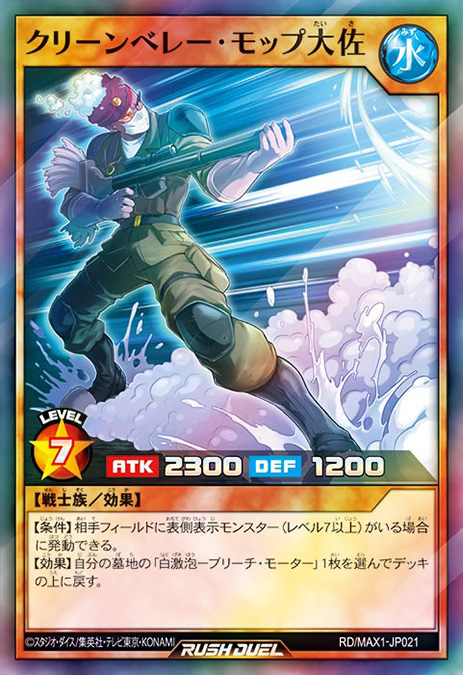 クリーンベレー・モップ大佐
たいさ
水
みず
LEVEL
7
ATK 2300 DEF 1200
【戦士族／効果】
【条件】相手フィールドに表側表示モンスター（レベル7以上）がいる場合
に発動できる。
【効果】自分の墓地の「白激泡－ブリーチ・モーター」1枚を選んでデッキ
の上に戻す。
©スタジオ・ダイス/集英社・テレビ東京・KONAMI
RUSH DUEL
RD/MAX1-JP021